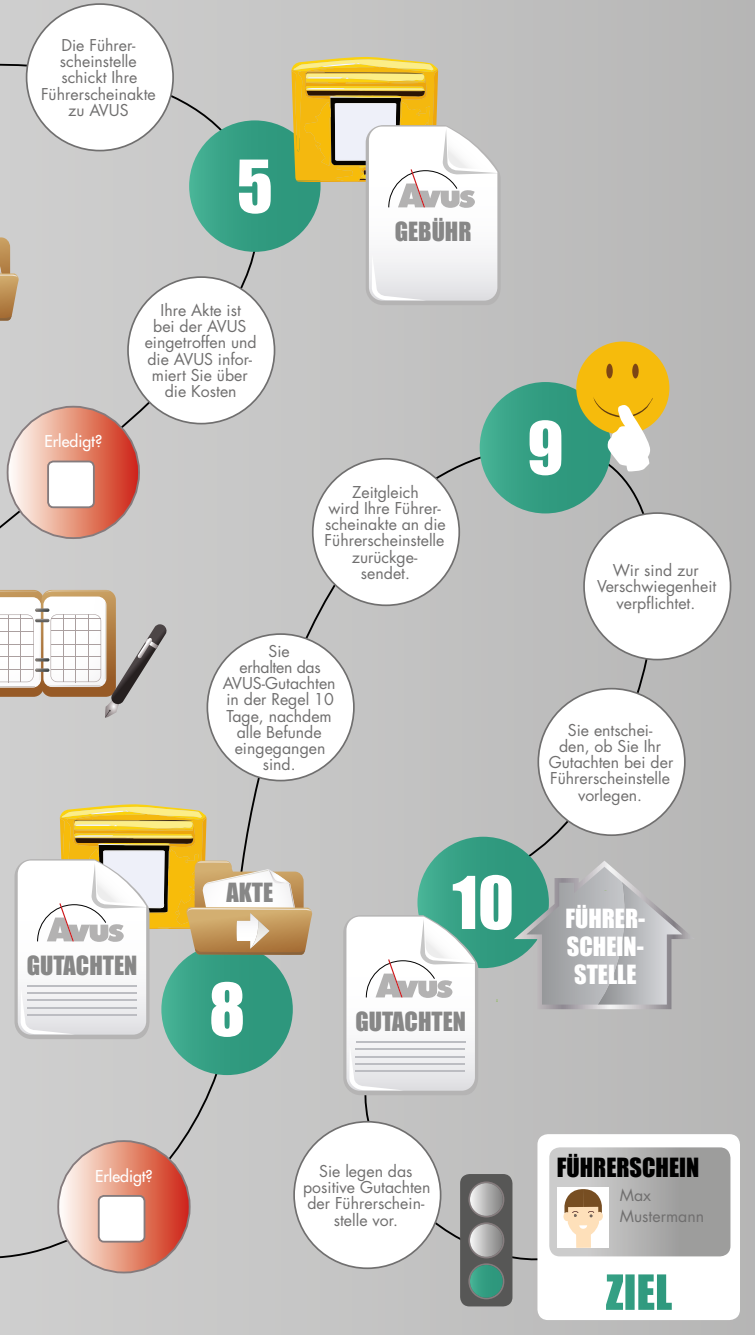 Die Führer-
scheinstelle
schickt Ihre
Führerscheinakte
zu AVUS
5
Avus
GEBÜHR
Ihre Akte ist
bei der AVUS
eingetroffen und
die AVUS infor-
miert Sie über
die Kosten
Erledigt?
8
Avus
GUTACHTEN
AKTE
Erledigt?
Sie
erhalten das
AVUS-Gutachten
in der Regel 10
Tage, nachdem
alle Befunde
eingegangen
sind.
Zeitgleich
wird Ihre Führer-
scheinakte an die
Führerscheinstelle
zurückge-
sendet.
9
Wir sind zur
Verschwiegenheit
verpflichtet.
Sie entschei-
den, ob Sie Ihr
Gutachten bei der
Führerscheinstelle
vorlegen.
10
FÜHRER-
SCHEIN-
STELLE
Avus
GUTACHTEN
Sie legen das
positive Gutachten
der Führerschein-
stelle vor.
FÜHRERSCHEIN
Max
Mustermann
ZIEL